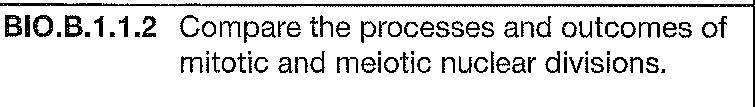 BIO.B.1.1.2 Compare the processes and outcomes of
mitotic and meiotic nuclear divisions.